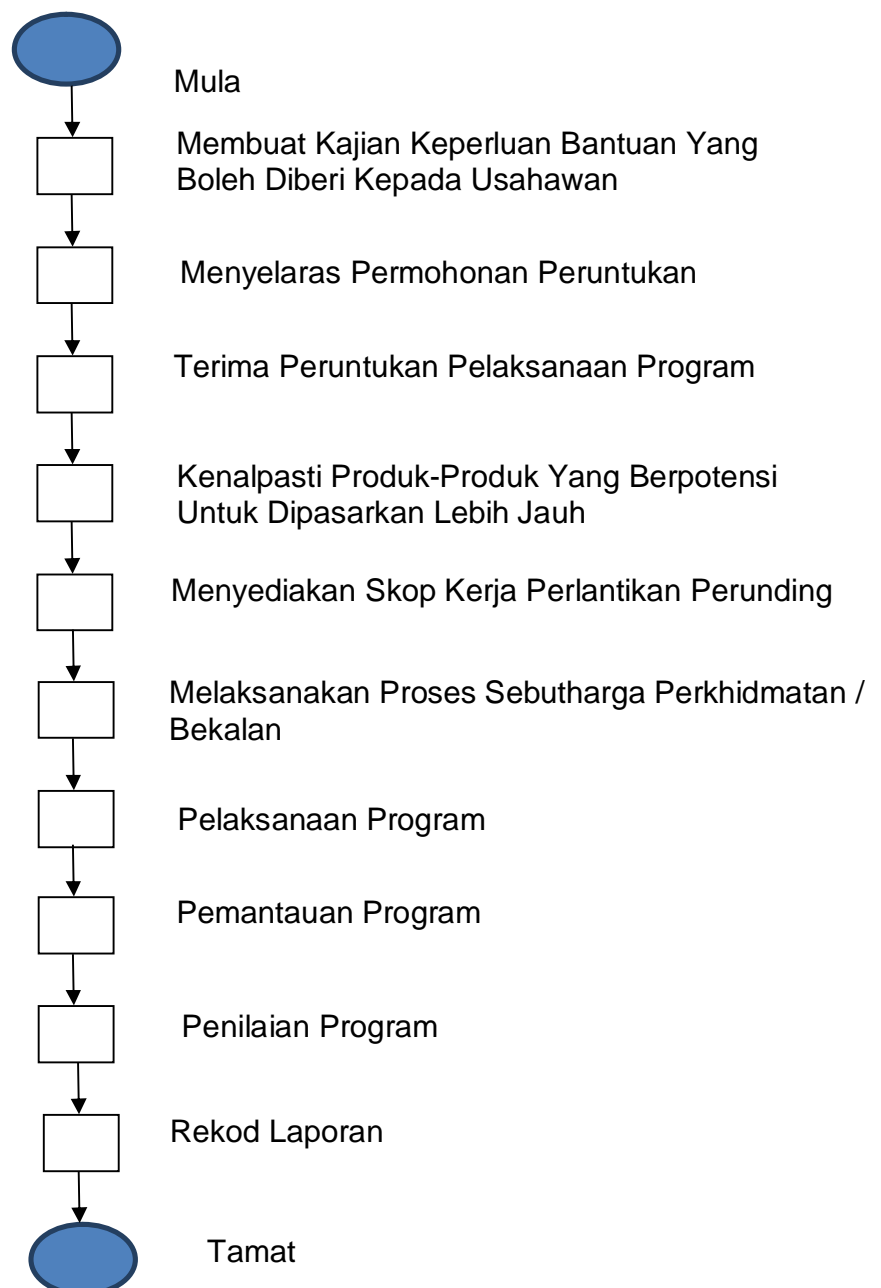 Mula
Membuat Kajian Keperluan Bantuan Yang
Boleh Diberi Kepada Usahawan
Menyelaras Permohonan Peruntukan
Terima Peruntukan Pelaksanaan Program
Kenalpasti Produk-Produk Yang Berpotensi
Untuk Dipasarkan Lebih Jauh
Menyediakan Skop Kerja Perlantikan Perunding
Melaksanakan Proses Sebutharga Perkhidmatan /
Bekalan
Pelaksanaan Program
Pemantauan Program
Penilaian Program
Rekod Laporan
Tamat